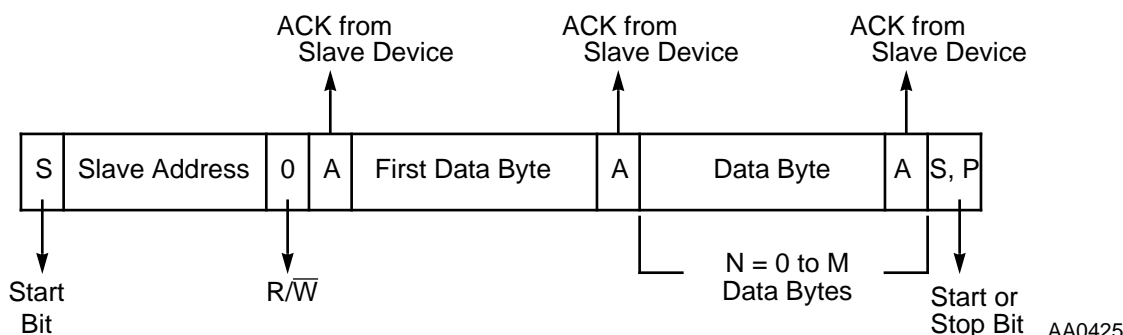 ACK from
Slave Device
ACK from
Slave Device
ACK from
Slave Device
S
Slave Address
0
A
First Data Byte
A
Data Byte
A
S, P
Start
Bit
R/W̅
N = 0 to M
Data Bytes
Start or
Stop Bit
AA0425